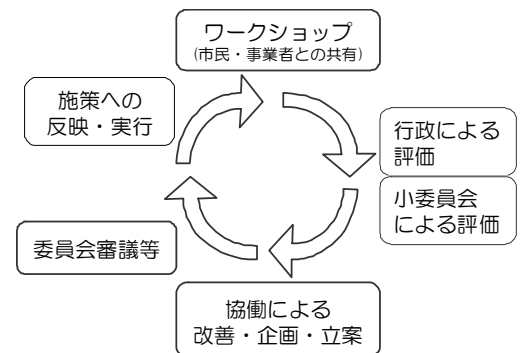 ワークショップ
(市民・事業者との共有)
施策への
反映・実行
行政による
評価
小委員会
による評価
委員会審議等
協働による
改善・企画・立案